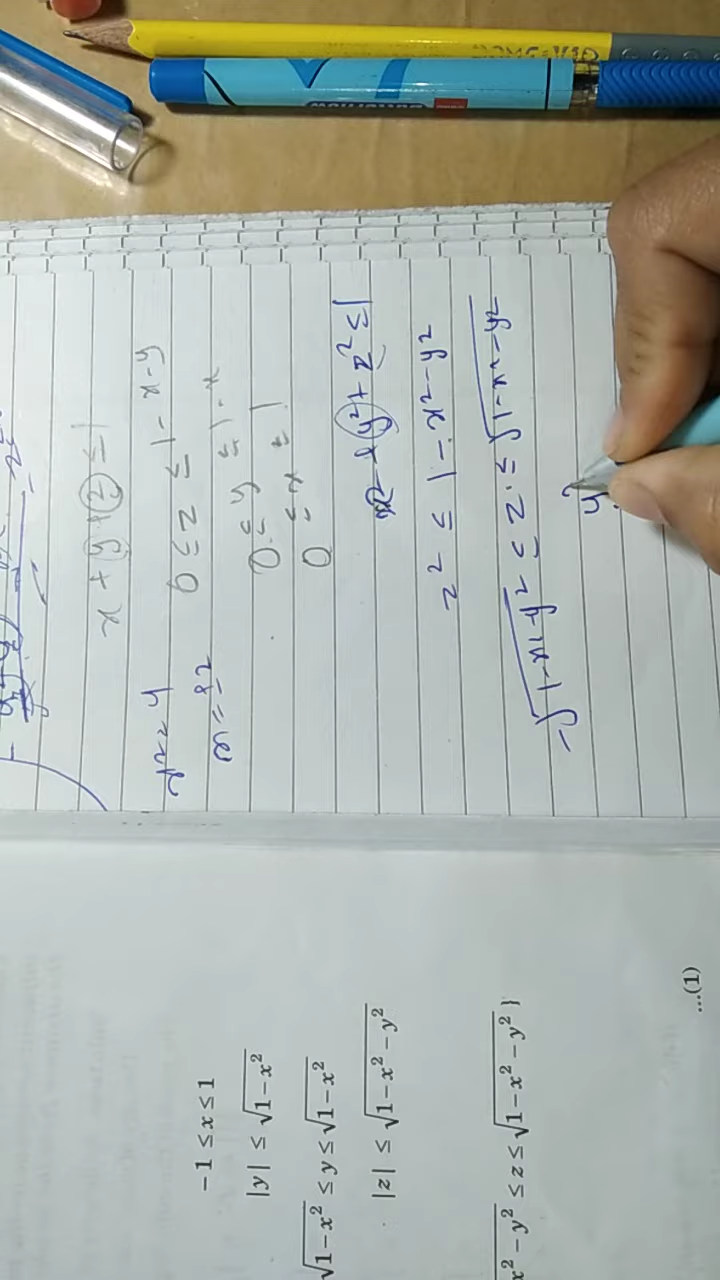 x + y + z ≤ 1
0 ≤ z ≤ 1 - x - y
0 ≤ y ≤ 1 - x
0 ≤ x ≤ 1
x² + y² + z² ≤ 1
z² ≤ 1 - x² - y²
-√1-x²-y² ≤ z ≤ √1-x²-y²
y²
-1 ≤ x ≤ 1
|y| ≤ √1-x²
√1-x² ≤ y ≤ √1-x²
|z| ≤ √1-x²-y²
x²-y² ≤ z ≤ √1-x²-y² }
...(1)